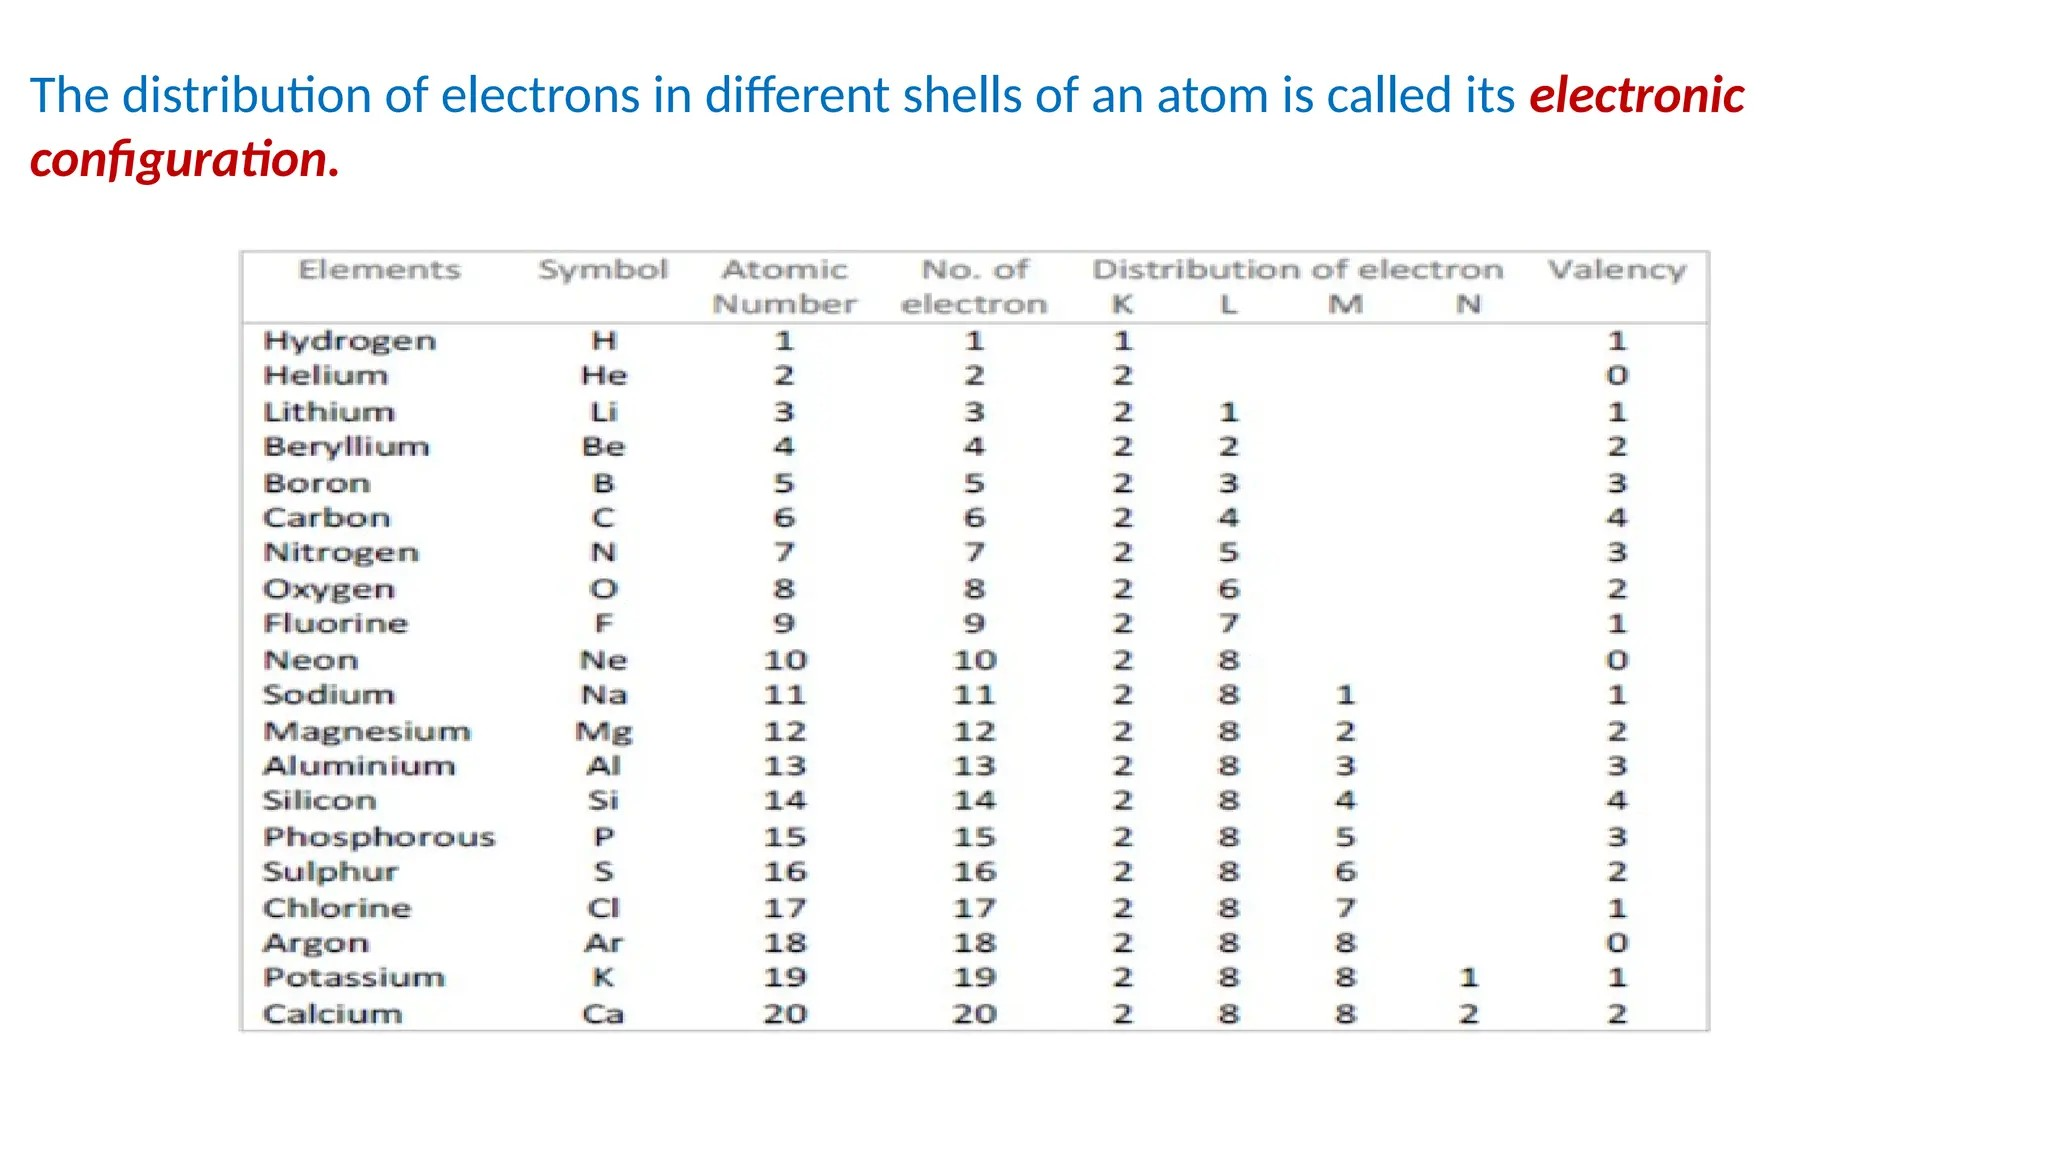 The distribution of electrons in different shells of an atom is called its electronic
configuration.
Elements Symbol Atomic No. of Distribution of electron Valency
Number electron K L M N
Hydrogen H 1 1 1 1
Helium He 2 2 2 0
Lithium Li 3 3 2 1 1
Beryllium Be 4 4 2 2 2
Boron B 5 5 2 3 3
Carbon C 6 6 2 4 4
Nitrogen N 7 7 2 5 3
Oxygen O 8 8 2 6 2
Fluorine F 9 9 2 7 1
Neon Ne 10 10 2 8 0
Sodium Na 11 11 2 8 1 1
Magnesium Mg 12 12 2 8 2 2
Aluminium Al 13 13 2 8 3 3
Silicon Si 14 14 2 8 4 4
Phosphorous P 15 15 2 8 5 3
Sulphur S 16 16 2 8 6 2
Chlorine Cl 17 17 2 8 7 1
Argon Ar 18 18 2 8 8 0
Potassium K 19 19 2 8 8 1 1
Calcium Ca 20 20 2 8 8 2 2